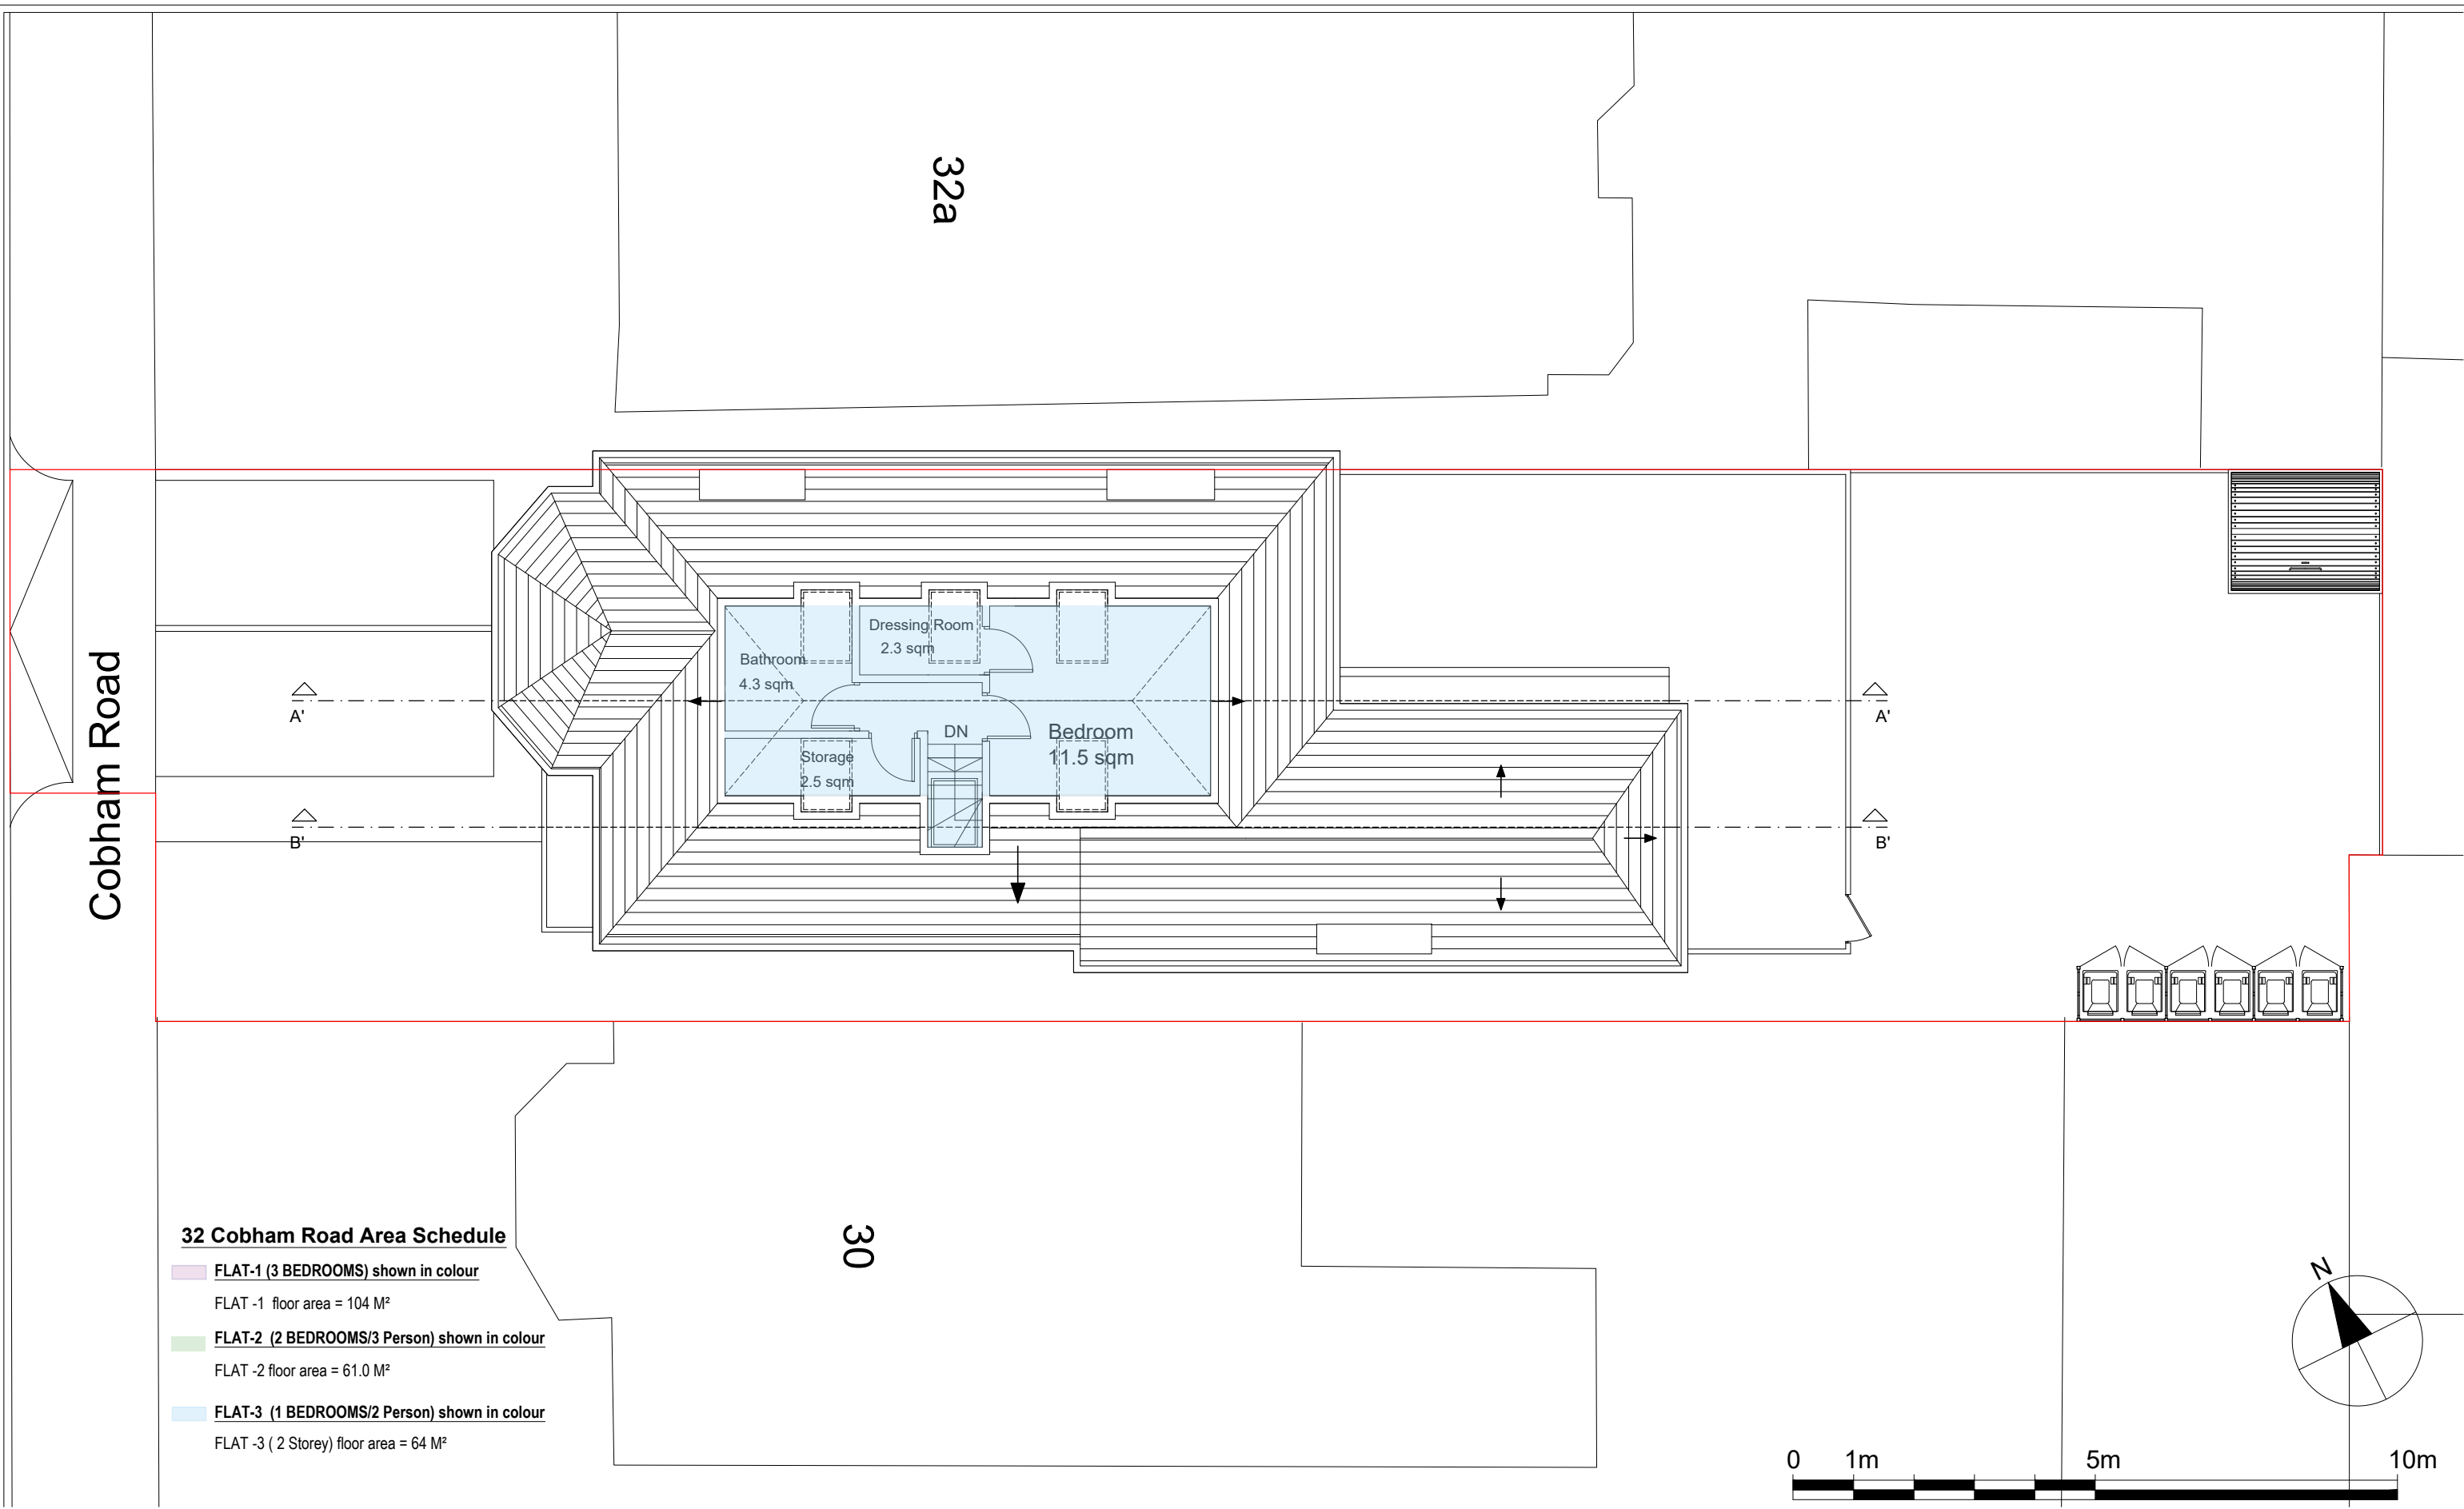 32a
Cobham Road
Dressing Room
2.3 sqm
Bathroom
4.3 sqm
A'
A'
DN
Bedroom
11.5 sqm
Storage
2.5 sqm
B'
B'
30
32 Cobham Road Area Schedule
FLAT-1 (3 BEDROOMS) shown in colour
FLAT -1 floor area = 104 M²
FLAT-2 (2 BEDROOMS/3 Person) shown in colour
FLAT -2 floor area = 61.0 M²
FLAT-3 (1 BEDROOMS/2 Person) shown in colour
FLAT -3 ( 2 Storey) floor area = 64 M²
N
0 1m 5m 10m